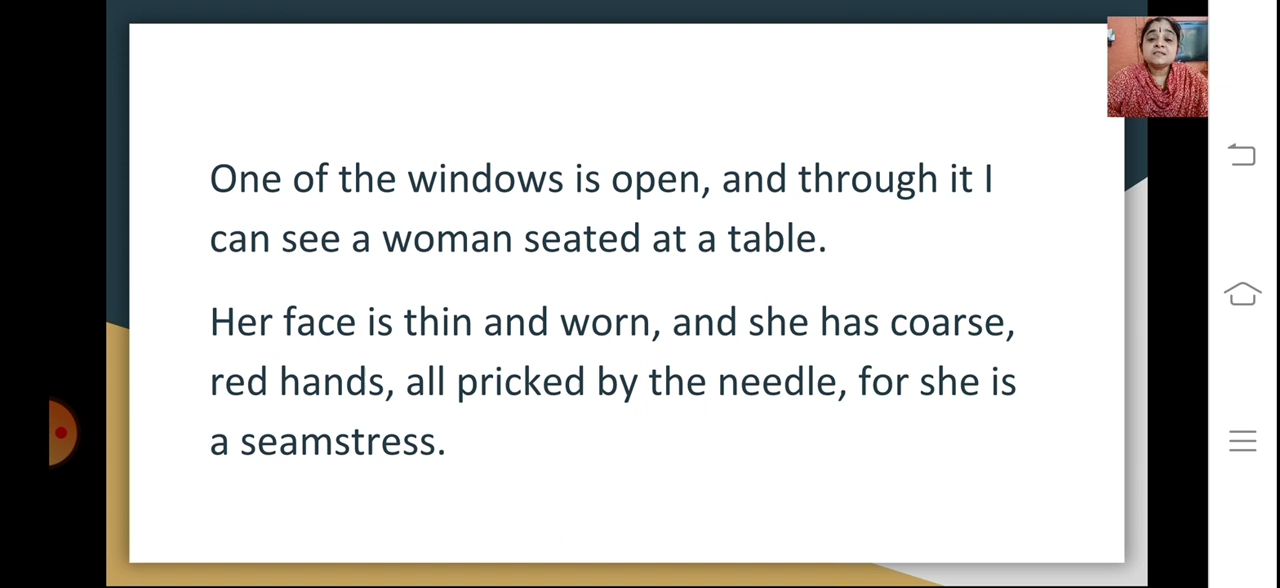 One of the windows is open, and through it I
can see a woman seated at a table.
Her face is thin and worn, and she has coarse,
red hands, all pricked by the needle, for she is
a seamstress.